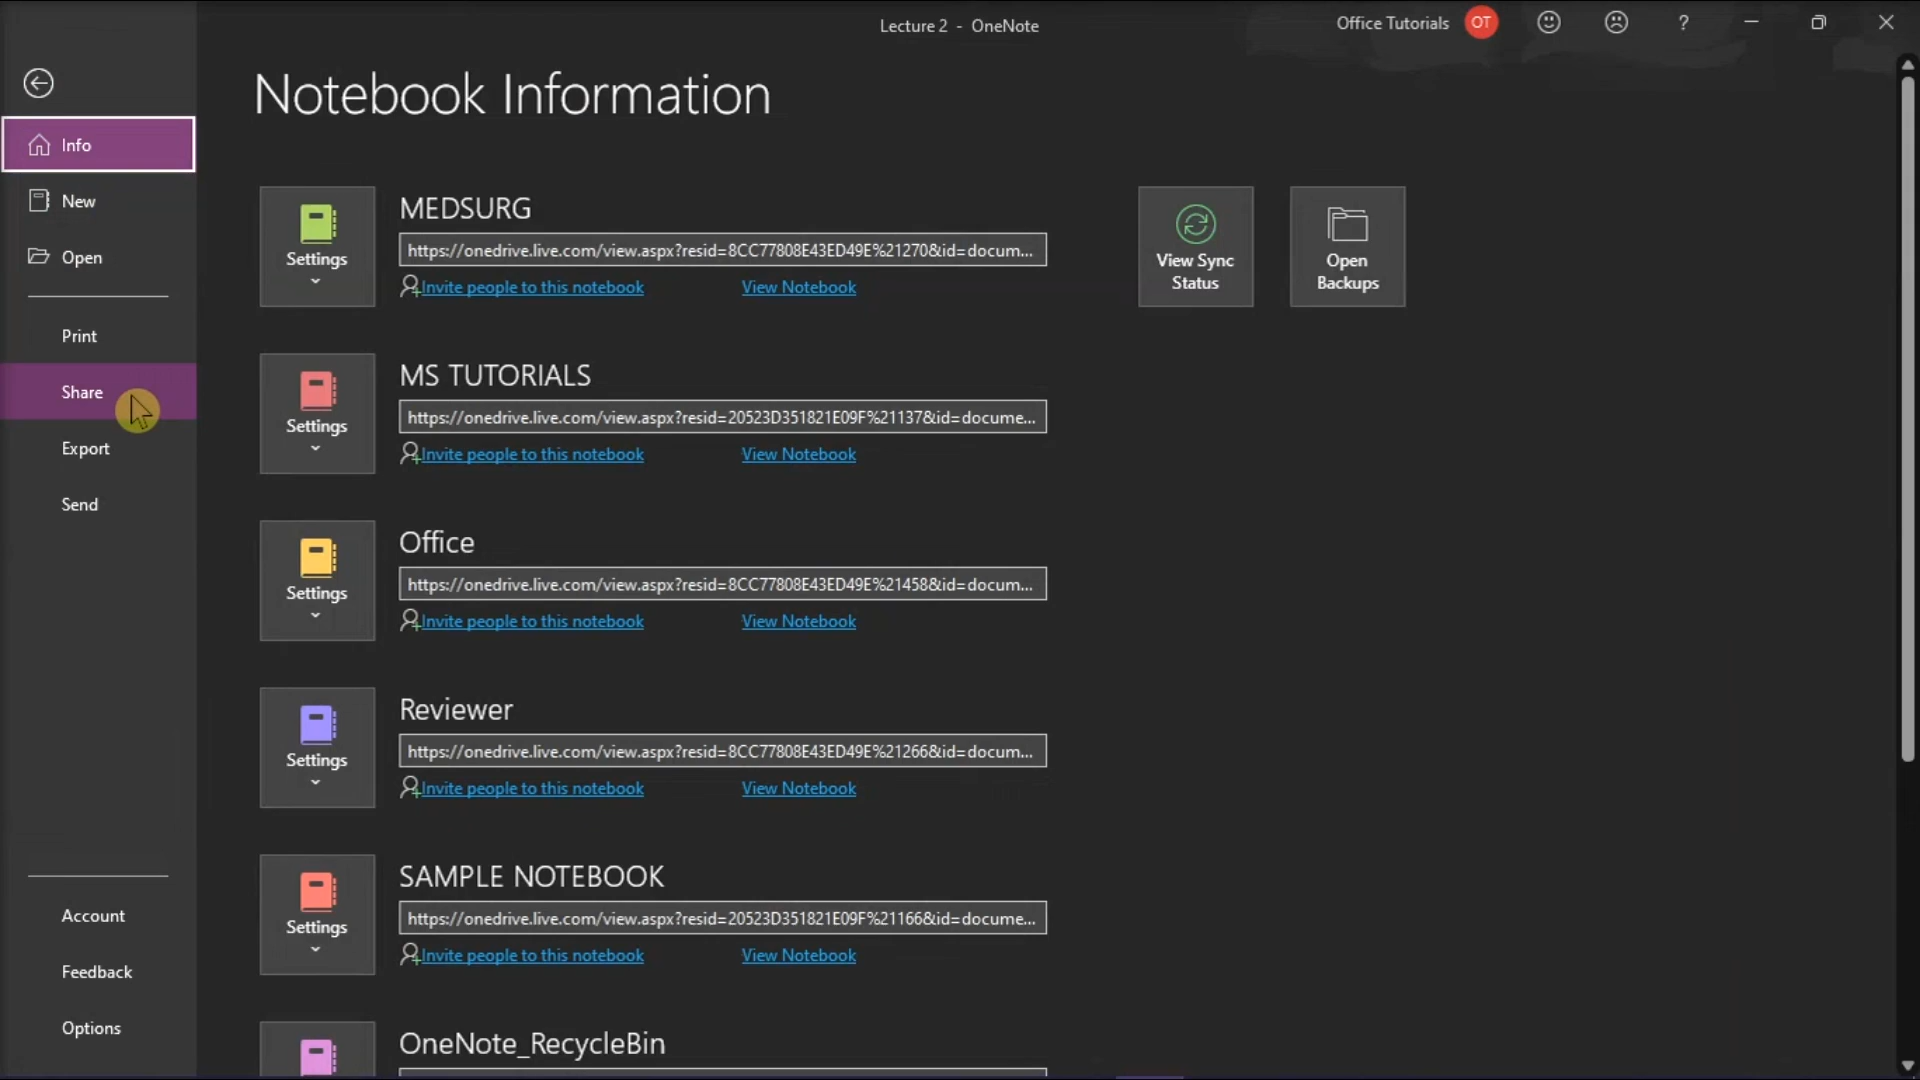 Lecture 2 - OneNote
Office Tutorials
OT
?
Notebook Information
Info
New
Open
Print
Share
Export
Send
Account
Feedback
Options
Settings
MEDSURG
https://onedrive.live.com/view.aspx?resid=8CC77808E43ED49E%21270&id=docum...
Invite people to this notebook
View Notebook
View Sync
Status
Open
Backups
Settings
MS TUTORIALS
https://onedrive.live.com/view.aspx?resid=20523D351821E09F%21137&id=docume...
Invite people to this notebook
View Notebook
Settings
Office
https://onedrive.live.com/view.aspx?resid=8CC77808E43ED49E%21458&id=docum...
Invite people to this notebook
View Notebook
Settings
Reviewer
https://onedrive.live.com/view.aspx?resid=8CC77808E43ED49E%21266&id=docum...
Invite people to this notebook
View Notebook
Settings
SAMPLE NOTEBOOK
https://onedrive.live.com/view.aspx?resid=20523D351821E09F%21166&id=docume...
Invite people to this notebook
View Notebook
OneNote_RecycleBin